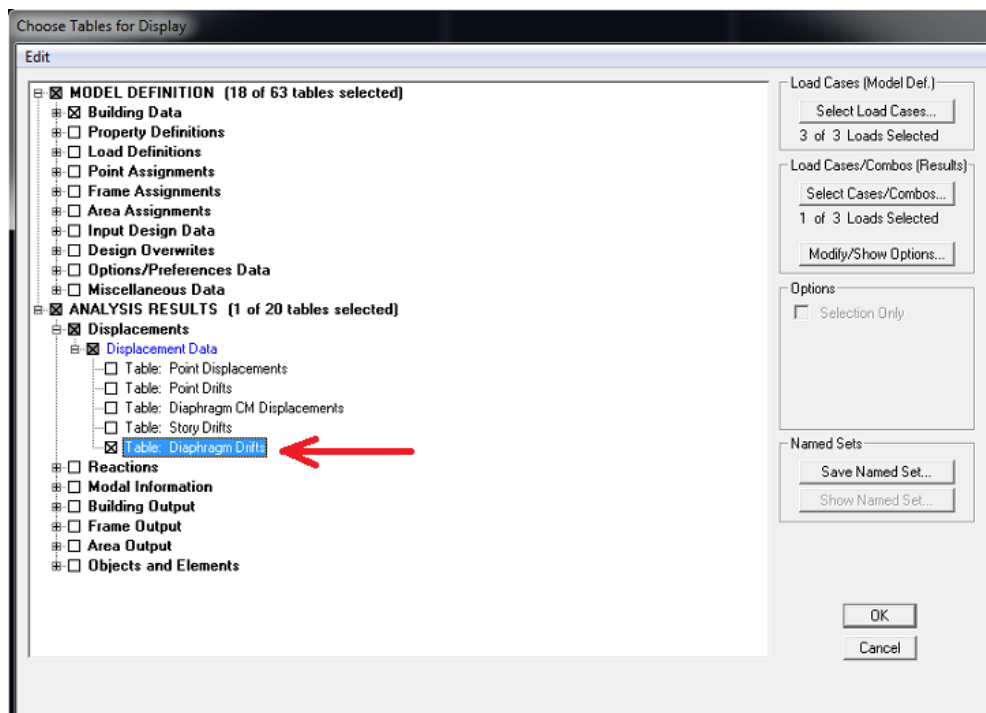 Choose Tables for Display
Edit
MODEL DEFINITION (18 of 63 tables selected)
Building Data
Property Definitions
Load Definitions
Point Assignments
Frame Assignments
Area Assignments
Input Design Data
Design Overwrites
Options/Preferences Data
Miscellaneous Data
ANALYSIS RESULTS (1 of 20 tables selected)
Displacements
Displacement Data
Table: Point Displacements
Table: Point Drifts
Table: Diaphragm CM Displacements
Table: Story Drifts
Table: Diaphragm Drifts
Reactions
Modal Information
Building Output
Frame Output
Area Output
Objects and Elements
Load Cases (Model Def.)
Select Load Cases...
3 of 3 Loads Selected
Load Cases/Combos (Results)
Select Cases/Combos...
1 of 3 Loads Selected
Modify/Show Options...
Options
Selection Only
Named Sets
Save Named Set...
Show Named Set...
OK
Cancel